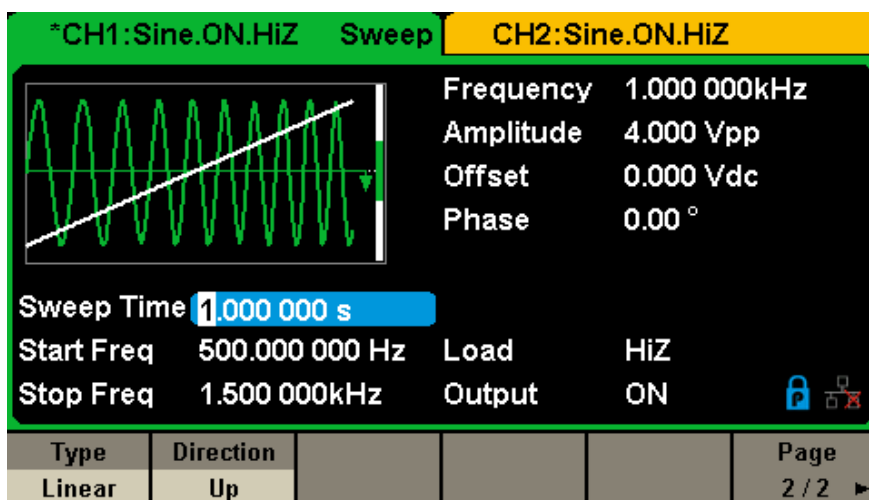 *CH1:Sine.ON.HiZ Sweep CH2:Sine.ON.HiZ
Frequency 1.000 000kHz
Amplitude 4.000 Vpp
Offset 0.000 Vdc
Phase 0.00 °
Sweep Time 1.000 000 s
Start Freq 500.000 000 Hz Load HiZ
Stop Freq 1.500 000kHz Output ON P
Type Direction Page
Linear Up 2 / 2 ►